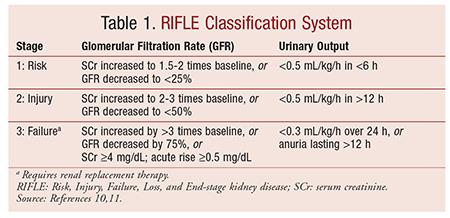 Table 1. RIFLE Classification System
Stage Glomerular Filtration Rate (GFR) Urinary Output
1: Risk SCr increased to 1.5-2 times baseline, or <0.5 mL/kg/h in <6 h
GFR decreased to <25%
2: Injury SCr increased to 2-3 times baseline, or <0.5 mL/kg/h in >12 h
GFR decreased to <50%
3: Failureᵃ SCr increased by >3 times baseline, or <0.3 mL/kg/h over 24 h, or
GFR decreased by 75%, or anuria lasting >12 h
SCr ≥4 mg/dL; acute rise ≥0.5 mg/dL
ᵃ Requires renal replacement therapy.
RIFLE: Risk, Injury, Failure, Loss, and End-stage kidney disease; SCr: serum creatinine.
Source: References 10,11.